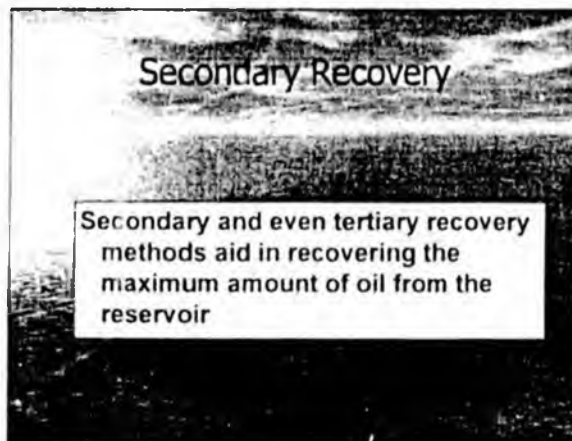 Secondary Recovery
Secondary and even tertiary recovery
methods aid in recovering the
maximum amount of oil from the
reservoir